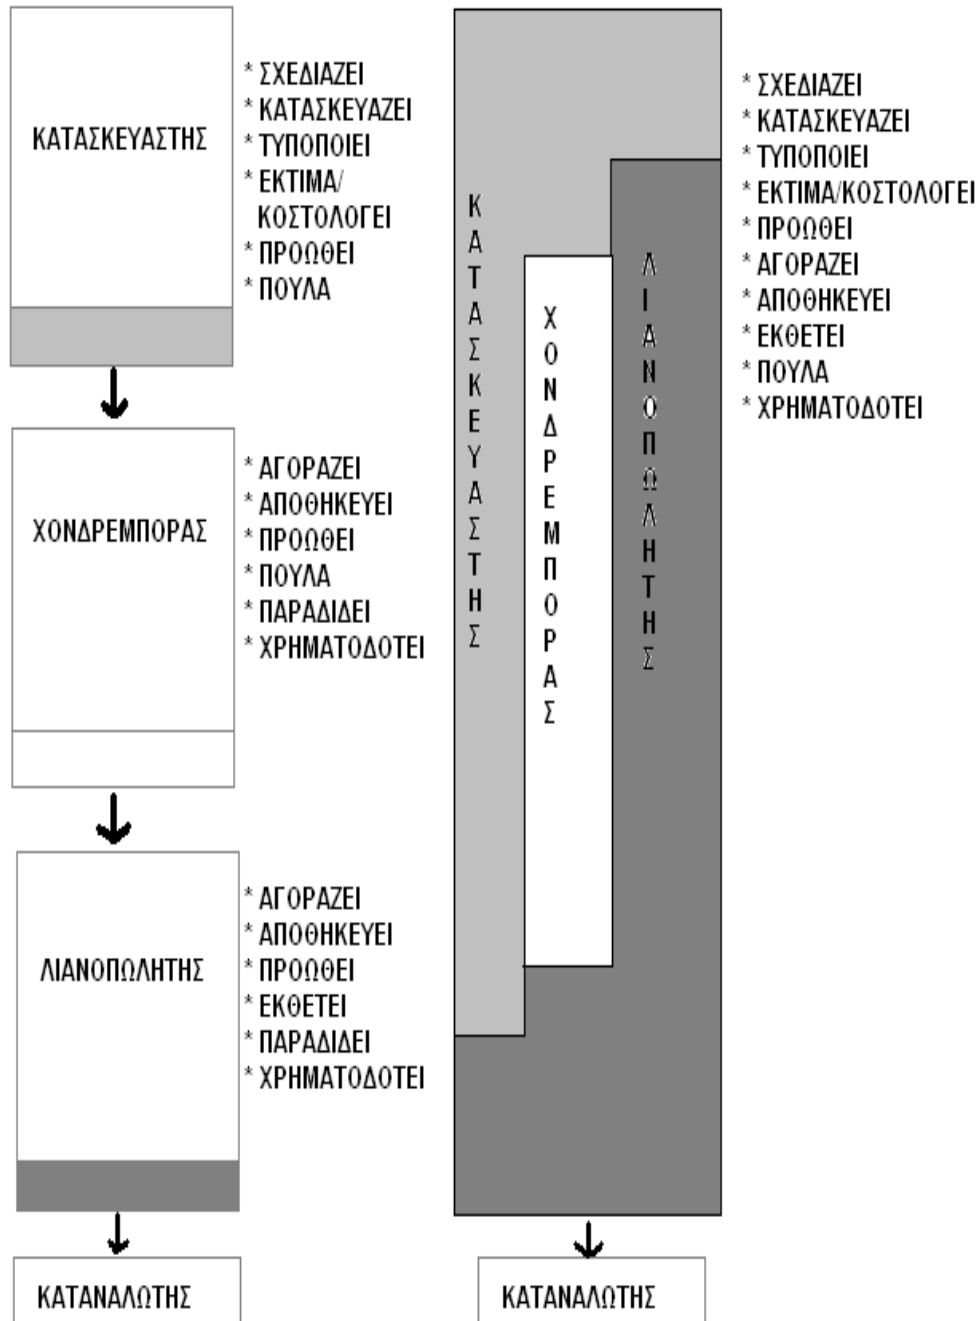 ΚΑΤΑΣΚΕΥΑΣΤΗΣ
* ΣΧΕΔΙΑΖΕΙ
* ΚΑΤΑΣΚΕΥΑΖΕΙ
* ΤΥΠΟΠΟΙΕΙ
* ΕΚΤΙΜΑ/
ΚΟΣΤΟΛΟΓΕΙ
* ΠΡΟΩΘΕΙ
* ΠΟΥΛΑ
ΧΟΝΔΡΕΜΠΟΡΑΣ
* ΑΓΟΡΑΖΕΙ
* ΑΠΟΘΗΚΕΥΕΙ
* ΠΡΟΩΘΕΙ
* ΠΟΥΛΑ
* ΠΑΡΑΔΙΔΕΙ
* ΧΡΗΜΑΤΟΔΟΤΕΙ
ΛΙΑΝΟΠΩΛΗΤΗΣ
* ΑΓΟΡΑΖΕΙ
* ΑΠΟΘΗΚΕΥΕΙ
* ΠΡΟΩΘΕΙ
* ΕΚΘΕΤΕΙ
* ΠΑΡΑΔΙΔΕΙ
* ΧΡΗΜΑΤΟΔΟΤΕΙ
ΚΑΤΑΝΑΛΩΤΗΣ
ΚΑΤΑΣΚΕΥΑΣΤΗΣ
ΧΟΝΔΡΕΜΠΟΡΑΣ
ΛΙΑΝΟΠΩΛΗΤΗΣ
* ΣΧΕΔΙΑΖΕΙ
* ΚΑΤΑΣΚΕΥΑΖΕΙ
* ΤΥΠΟΠΟΙΕΙ
* ΕΚΤΙΜΑ/ΚΟΣΤΟΛΟΓΕΙ
* ΠΡΟΩΘΕΙ
* ΑΓΟΡΑΖΕΙ
* ΑΠΟΘΗΚΕΥΕΙ
* ΕΚΘΕΤΕΙ
* ΠΟΥΛΑ
* ΧΡΗΜΑΤΟΔΟΤΕΙ
ΚΑΤΑΝΑΛΩΤΗΣ